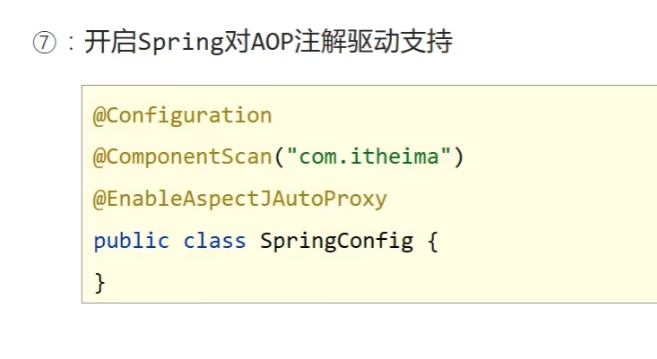 ⑦：开启Spring对AOP注解驱动支持
@Configuration
@ComponentScan("com.itheima")
@EnableAspectJAutoProxy
public class SpringConfig {
}